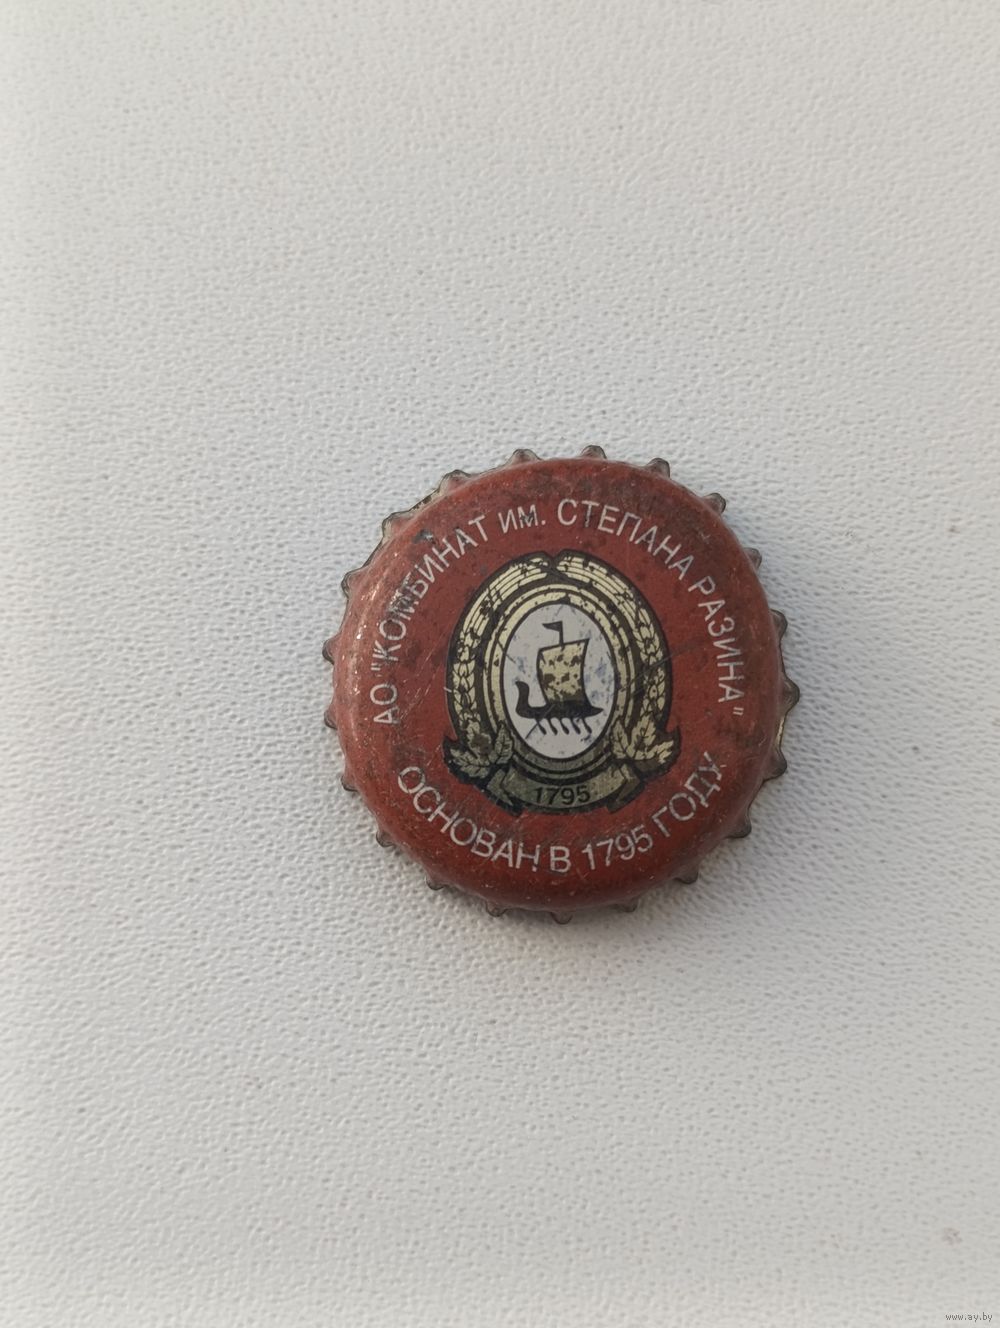 АО "КОМБИНАТ им. СТЕПАНА РАЗИНА"
1795
ОСНОВАН В 1795 ГОДУ
www.ay.by